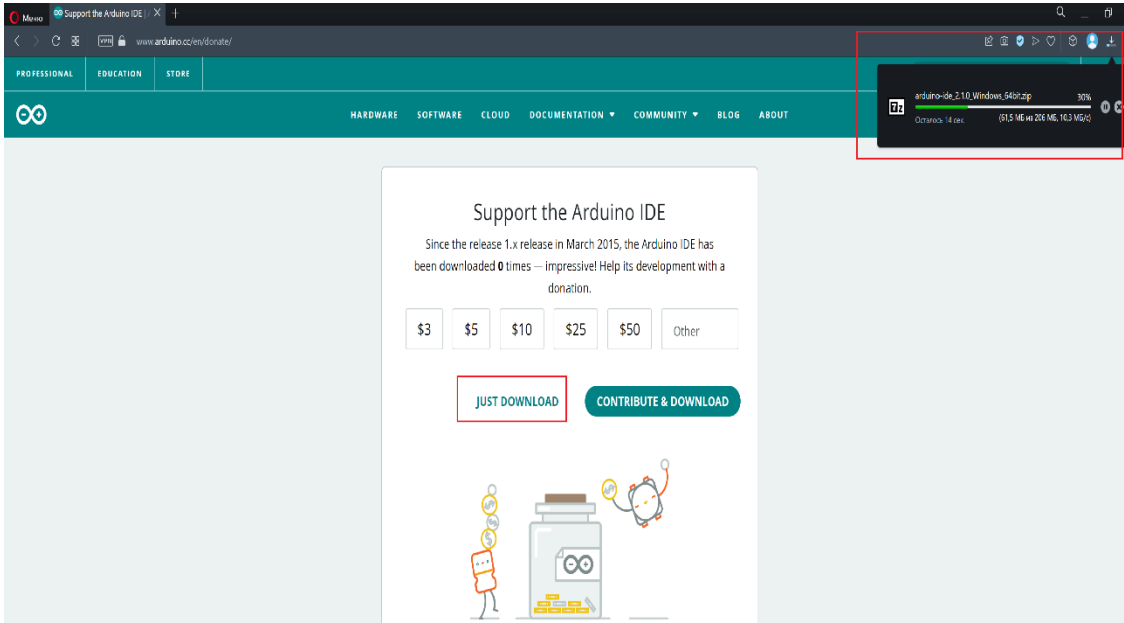 Меню
Support the Arduino IDE | /
VPN
www.arduino.cc/en/donate/
PROFESSIONAL EDUCATION STORE
HARDWARE SOFTWARE CLOUD DOCUMENTATION COMMUNITY BLOG ABOUT
arduino-ide_2.1.0_Windows_64bit.zip 30%
Осталось 14 сек. (61,5 МБ из 206 МБ, 10,3 МБ/с)
7z
Support the Arduino IDE
Since the release 1.x release in March 2015, the Arduino IDE has
been downloaded 0 times — impressive! Help its development with a
donation.
$3 $5 $10 $25 $50 Other
JUST DOWNLOAD CONTRIBUTE & DOWNLOAD